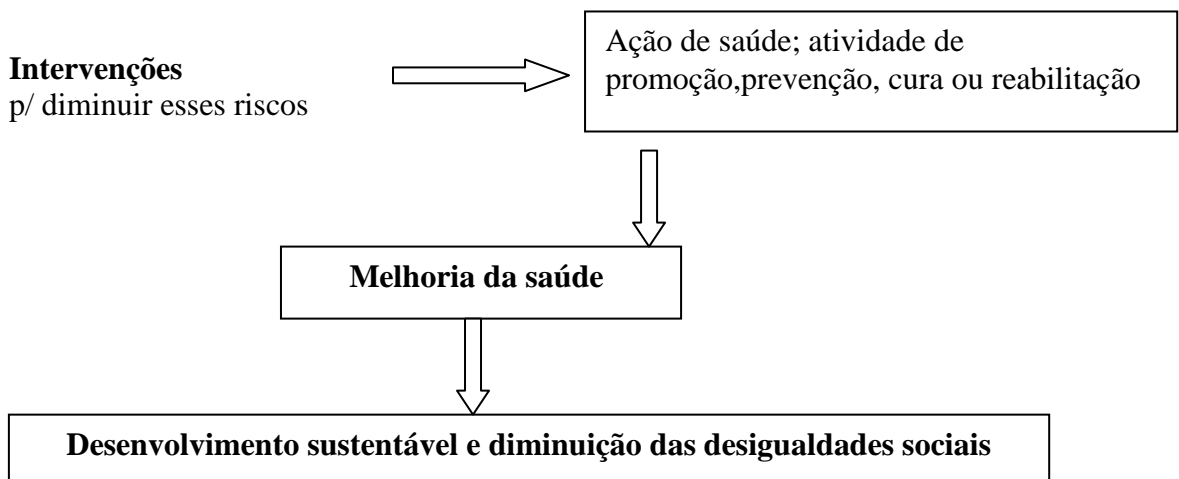 Intervenções
p/ diminuir esses riscos
Ação de saúde; atividade de
promoção,prevenção, cura ou reabilitação
Melhoria da saúde
Desenvolvimento sustentável e diminuição das desigualdades sociais